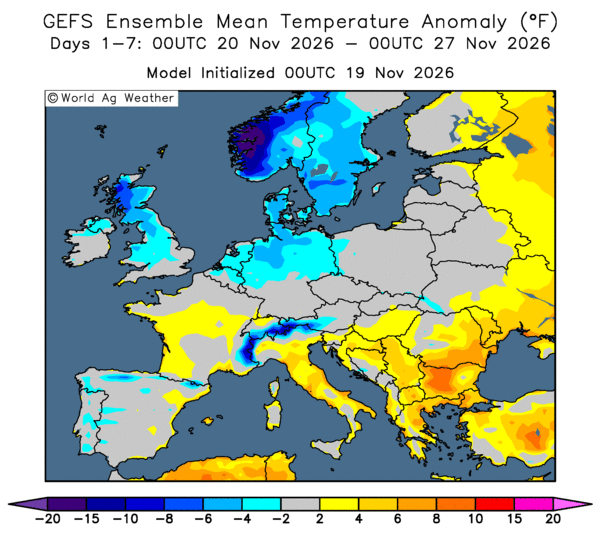 GEFS Ensemble Mean Temperature Anomaly (°F)
Days 1-7: 00UTC 20 Nov 2026 - 00UTC 27 Nov 2026
Model Initialized 00UTC 19 Nov 2026
© World Ag Weather
-20 -15 -10 -8 -6 -4 -2 2 4 6 8 10 15 20